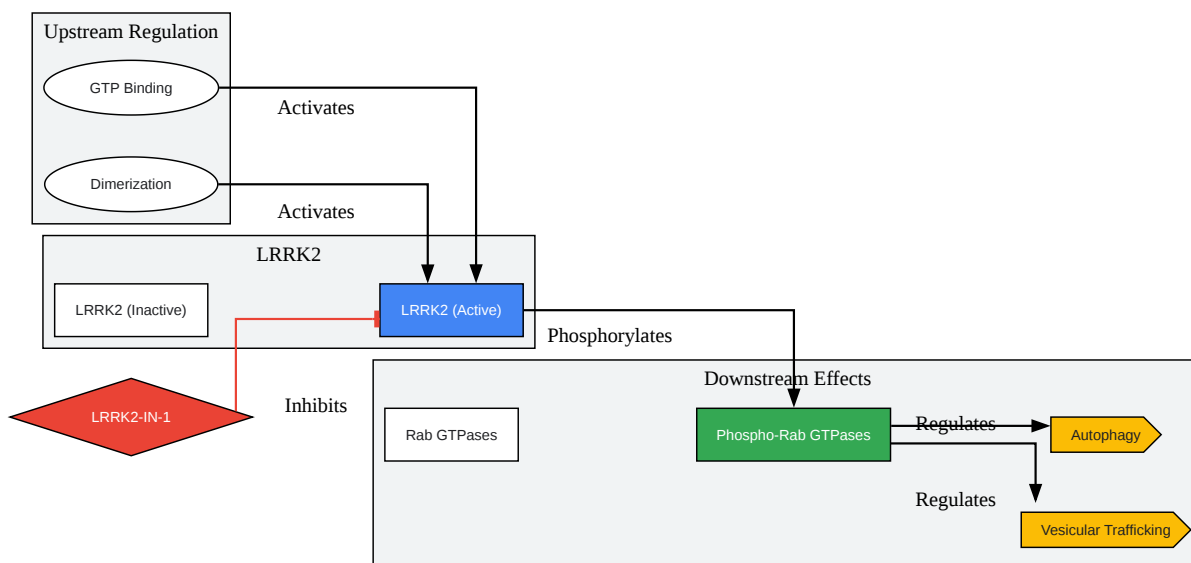 Upstream Regulation
GTP Binding
Activates
Dimerization
Activates
LRRK2
LRRK2 (Inactive)
LRRK2 (Active)
Phosphorylates
LRRK2-IN-1
Inhibits
Downstream Effects
Rab GTPases
Phospho-Rab GTPases
Regulates
Autophagy
Regulates
Vesicular Trafficking